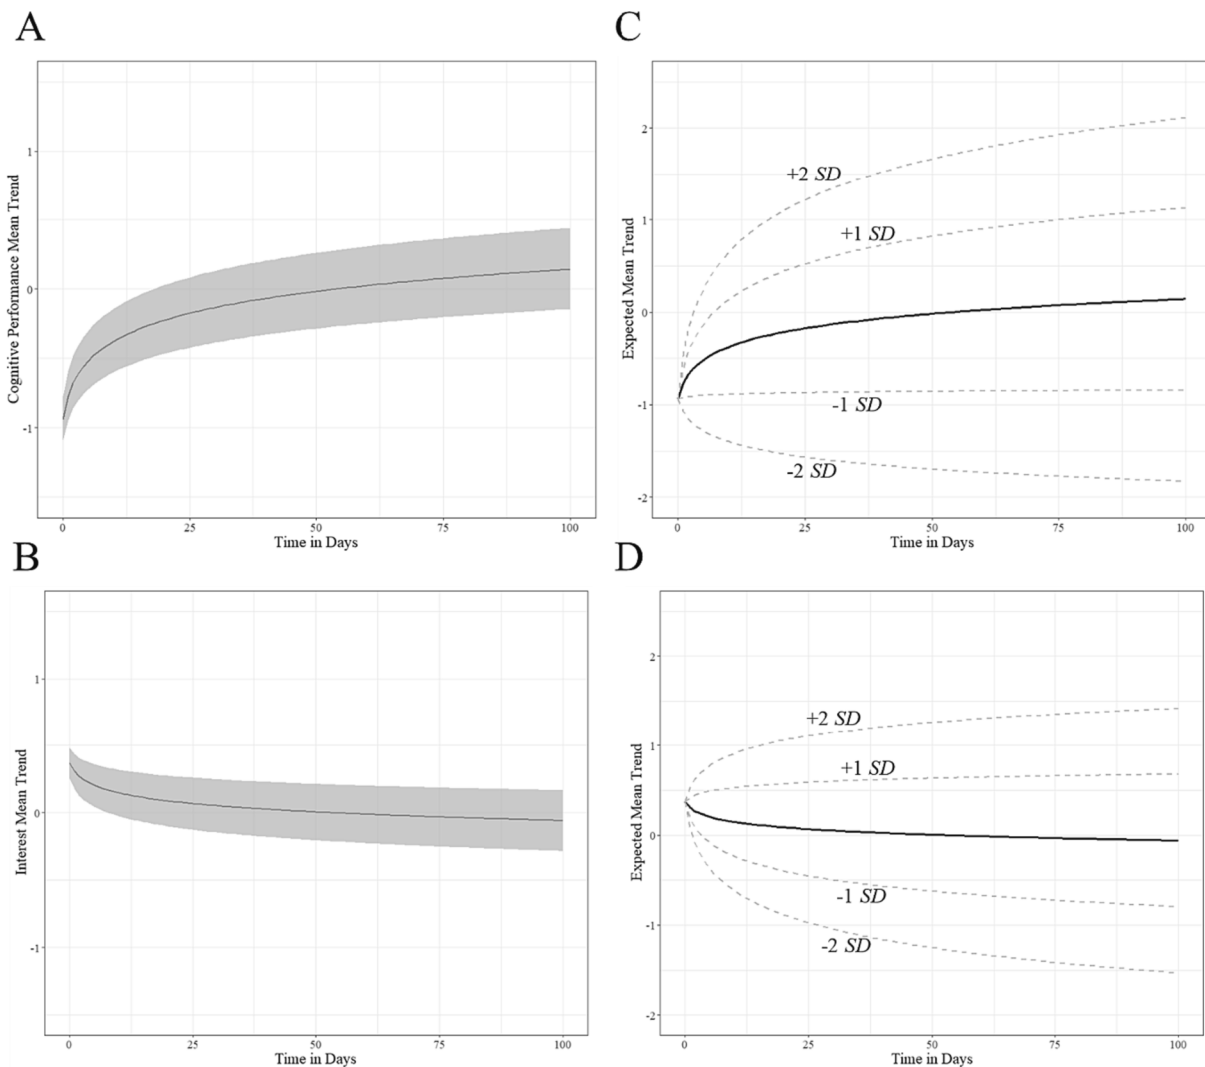 A
Cognitive Performance Mean Trend
1
0
-1
0 25 50 75 100
Time in Days
B
Interest Mean Trend
1
0
-1
0 25 50 75 100
Time in Days
C
Expected Mean Trend
2
1
0
-1
-2
+2 SD
+1 SD
-1 SD
-2 SD
0 25 50 75 100
Time in Days
D
Expected Mean Trend
2
1
0
-1
-2
+2 SD
+1 SD
-1 SD
-2 SD
0 25 50 75 100
Time in Days